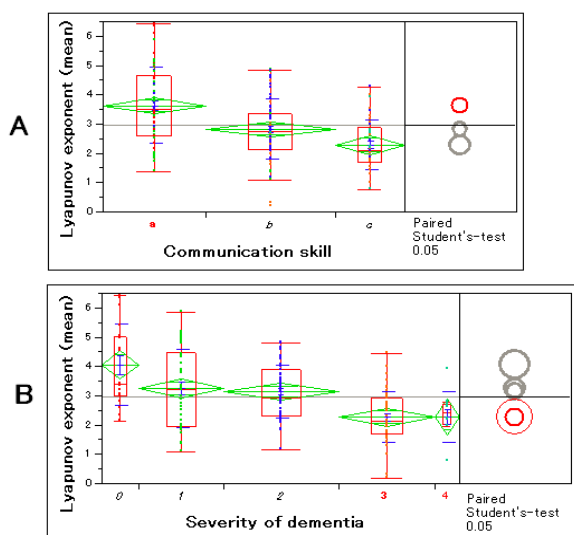 A
Lyapunov exponent (mean)
6
5
4
3
2
1
0
a b c
Communication skill
Paired
Student's-test
0.05
B
Lyapunov exponent (mean)
6
5
4
3
2
1
0
0 1 2 3 4
Severity of dementia
Paired
Student's-test
0.05